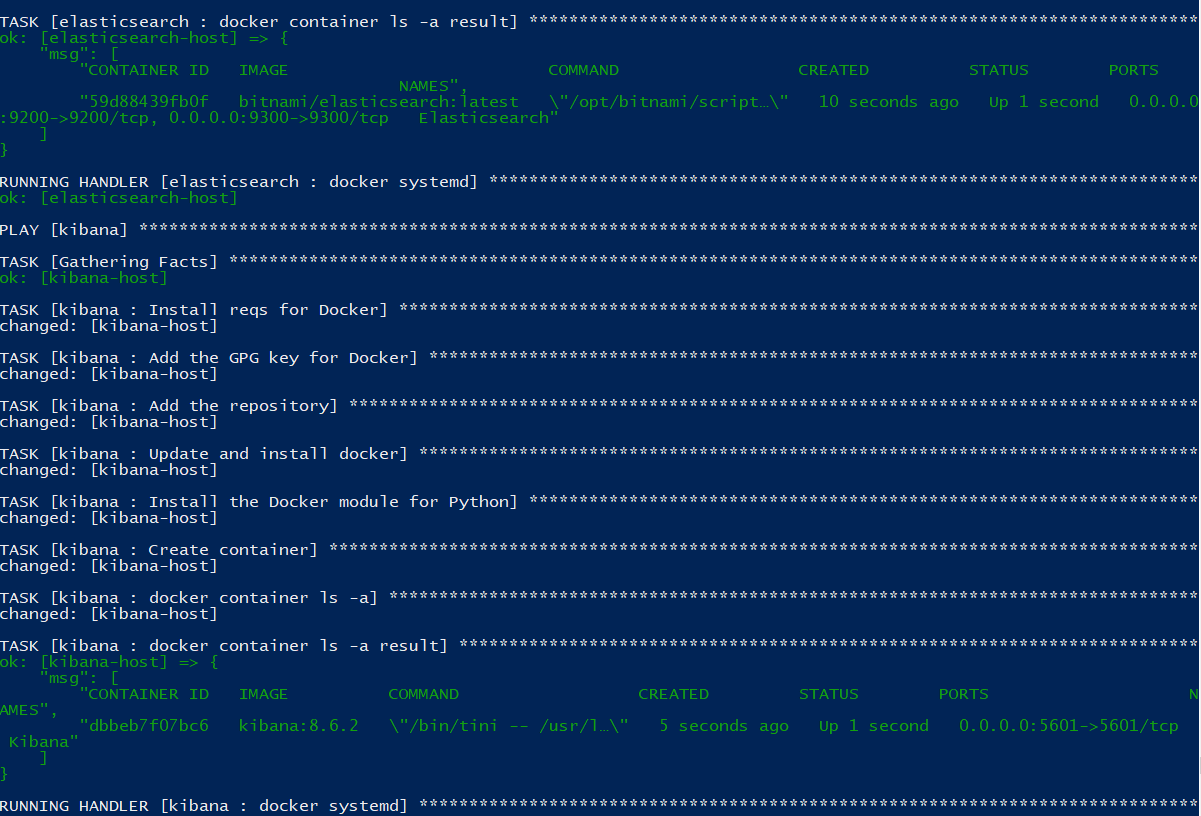 TASK [elasticsearch : docker container ls -a result] *******************************************************************
ok: [elasticsearch-host] => {
    "msg": [
        "CONTAINER ID   IMAGE                          COMMAND                  CREATED          STATUS        PORTS
                                        NAMES",
        "59d88439fb0f   bitnami/elasticsearch:latest   \"/opt/bitnami/script…\"   10 seconds ago   Up 1 second   0.0.0.0
:9200->9200/tcp, 0.0.0.0:9300->9300/tcp   Elasticsearch"
    ]
}
RUNNING HANDLER [elasticsearch : docker systemd] ***********************************************************************
ok: [elasticsearch-host]
PLAY [kibana] **********************************************************************************************************
TASK [Gathering Facts] *************************************************************************************************
ok: [kibana-host]
TASK [kibana : Install reqs for Docker] ********************************************************************************
changed: [kibana-host]
TASK [kibana : Add the GPG key for Docker] *****************************************************************************
changed: [kibana-host]
TASK [kibana : Add the repository] *************************************************************************************
changed: [kibana-host]
TASK [kibana : Update and install docker] ******************************************************************************
changed: [kibana-host]
TASK [kibana : Install the Docker module for Python] *******************************************************************
changed: [kibana-host]
TASK [kibana : Create container] ***************************************************************************************
changed: [kibana-host]
TASK [kibana : docker container ls -a] *********************************************************************************
changed: [kibana-host]
TASK [kibana : docker container ls -a result] **************************************************************************
ok: [kibana-host] => {
    "msg": [
        "CONTAINER ID   IMAGE          COMMAND                  CREATED         STATUS        PORTS                    N
AMES",
        "dbbeb7f07bc6   kibana:8.6.2   \"/bin/tini -- /usr/l…\"   5 seconds ago   Up 1 second   0.0.0.0:5601->5601/tcp
 Kibana"
    ]
}
RUNNING HANDLER [kibana : docker systemd] ******************************************************************************